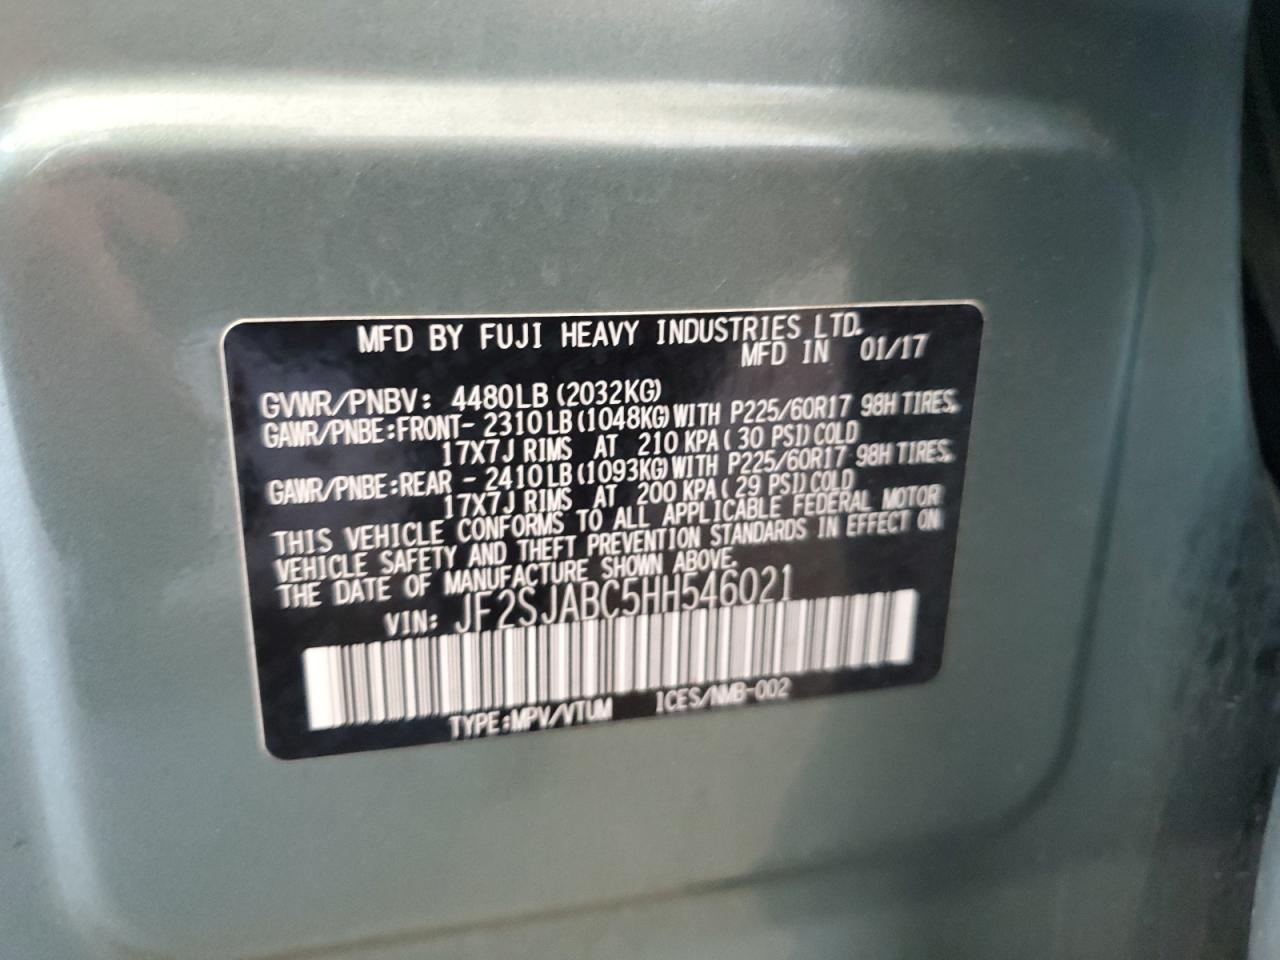 MFD BY FUJI HEAVY INDUSTRIES LTD.
MFD IN 01/17
GVWR/PNBV: 4480LB (2032KG)
GAWR/PNBE:FRONT- 2310LB (1048KG) WITH P225/60R17 98H TIRES.
17X7J RIMS AT 210 KPA ( 30 PSI) COLD
GAWR/PNBE:REAR - 2410LB (1093KG) WITH P225/60R17 98H TIRES.
17X7J RIMS AT 200 KPA ( 29 PSI) COLD
THIS VEHICLE CONFORMS TO ALL APPLICABLE FEDERAL MOTOR
VEHICLE SAFETY AND THEFT PREVENTION STANDARDS IN EFFECT ON
THE DATE OF MANUFACTURE SHOWN ABOVE.
VIN: JF2SJABC5HH546021
TYPE:MPV/VTUM ICES/NMB-002